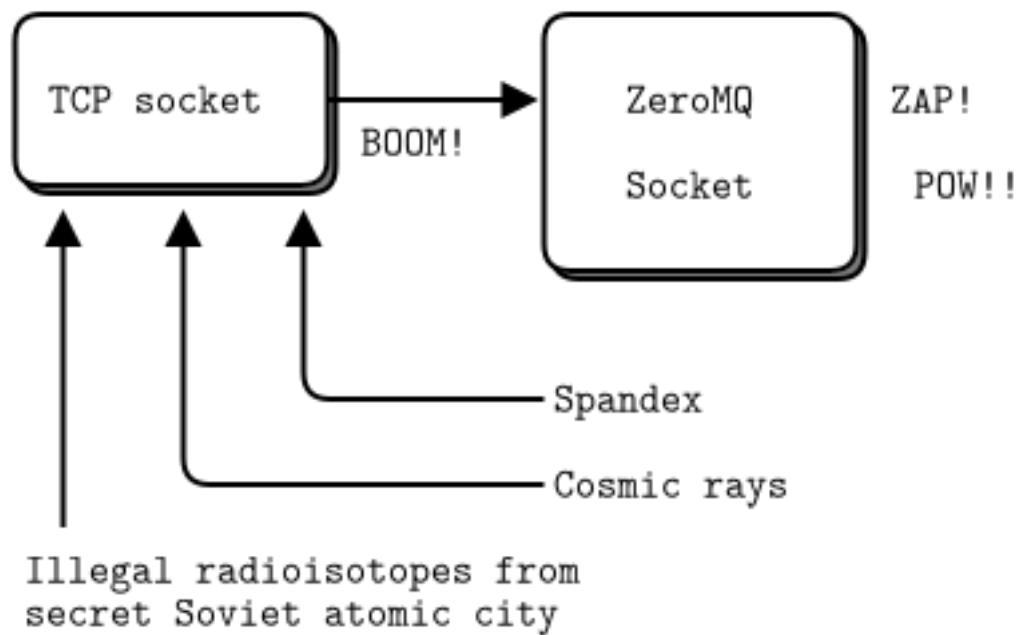 TCP socket
BOOM!
ZeroMQ
Socket
ZAP!
POW!!
Spandex
Cosmic rays
Illegal radioisotopes from
secret Soviet atomic city